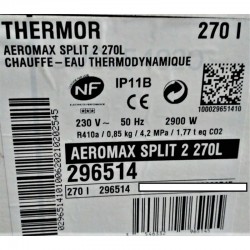 THERMOR 270 l
AEROMAX SPLIT 2 270L
CHAUFFE - EAU THERMODYNAMIQUE
NF
IP11B
10002965141
230 V ~ 50 Hz 2900 W
R410a / 0,85 kg / 4,2 MPa / 1,77 t eq CO2
AEROMAX SPLIT 2 270L
296514
270 l 296514